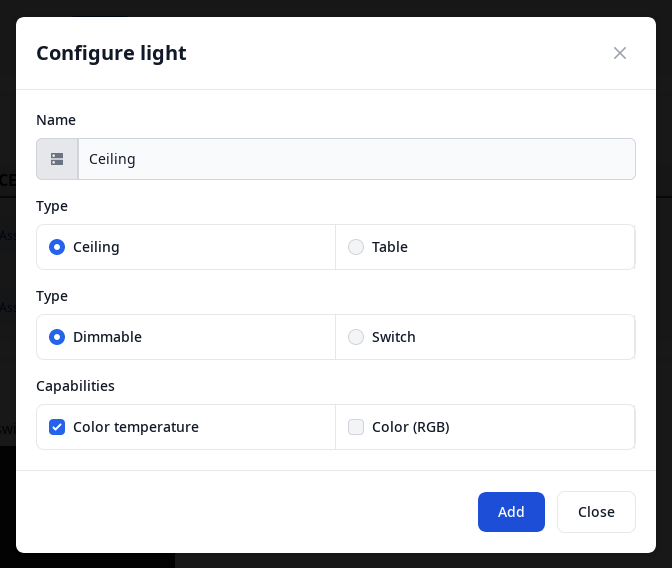 Configure light
Name
Ceiling
Type
Ceiling
Table
Type
Dimmable
Switch
Capabilities
Color temperature
Color (RGB)
Add
Close